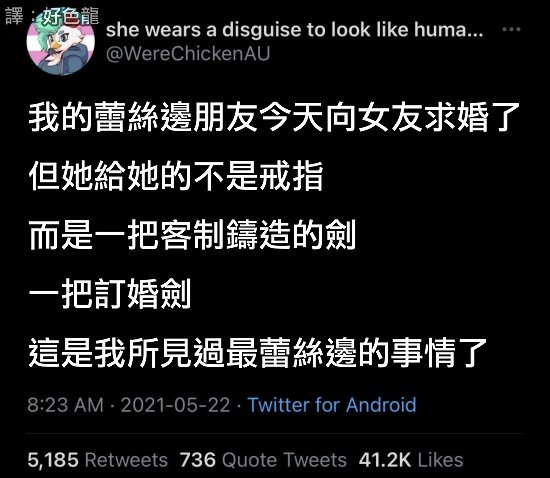 譯：好色龍
she wears a disguise to look like huma...
@WereChickenAU
我的蕾絲邊朋友今天向女友求婚了
但她給她的不是戒指
而是一把客制鑄造的劍
一把訂婚劍
這是我所見過最蕾絲邊的事情了
8:23 AM · 2021-05-22 · Twitter for Android
5,185 Retweets 736 Quote Tweets 41.2K Likes